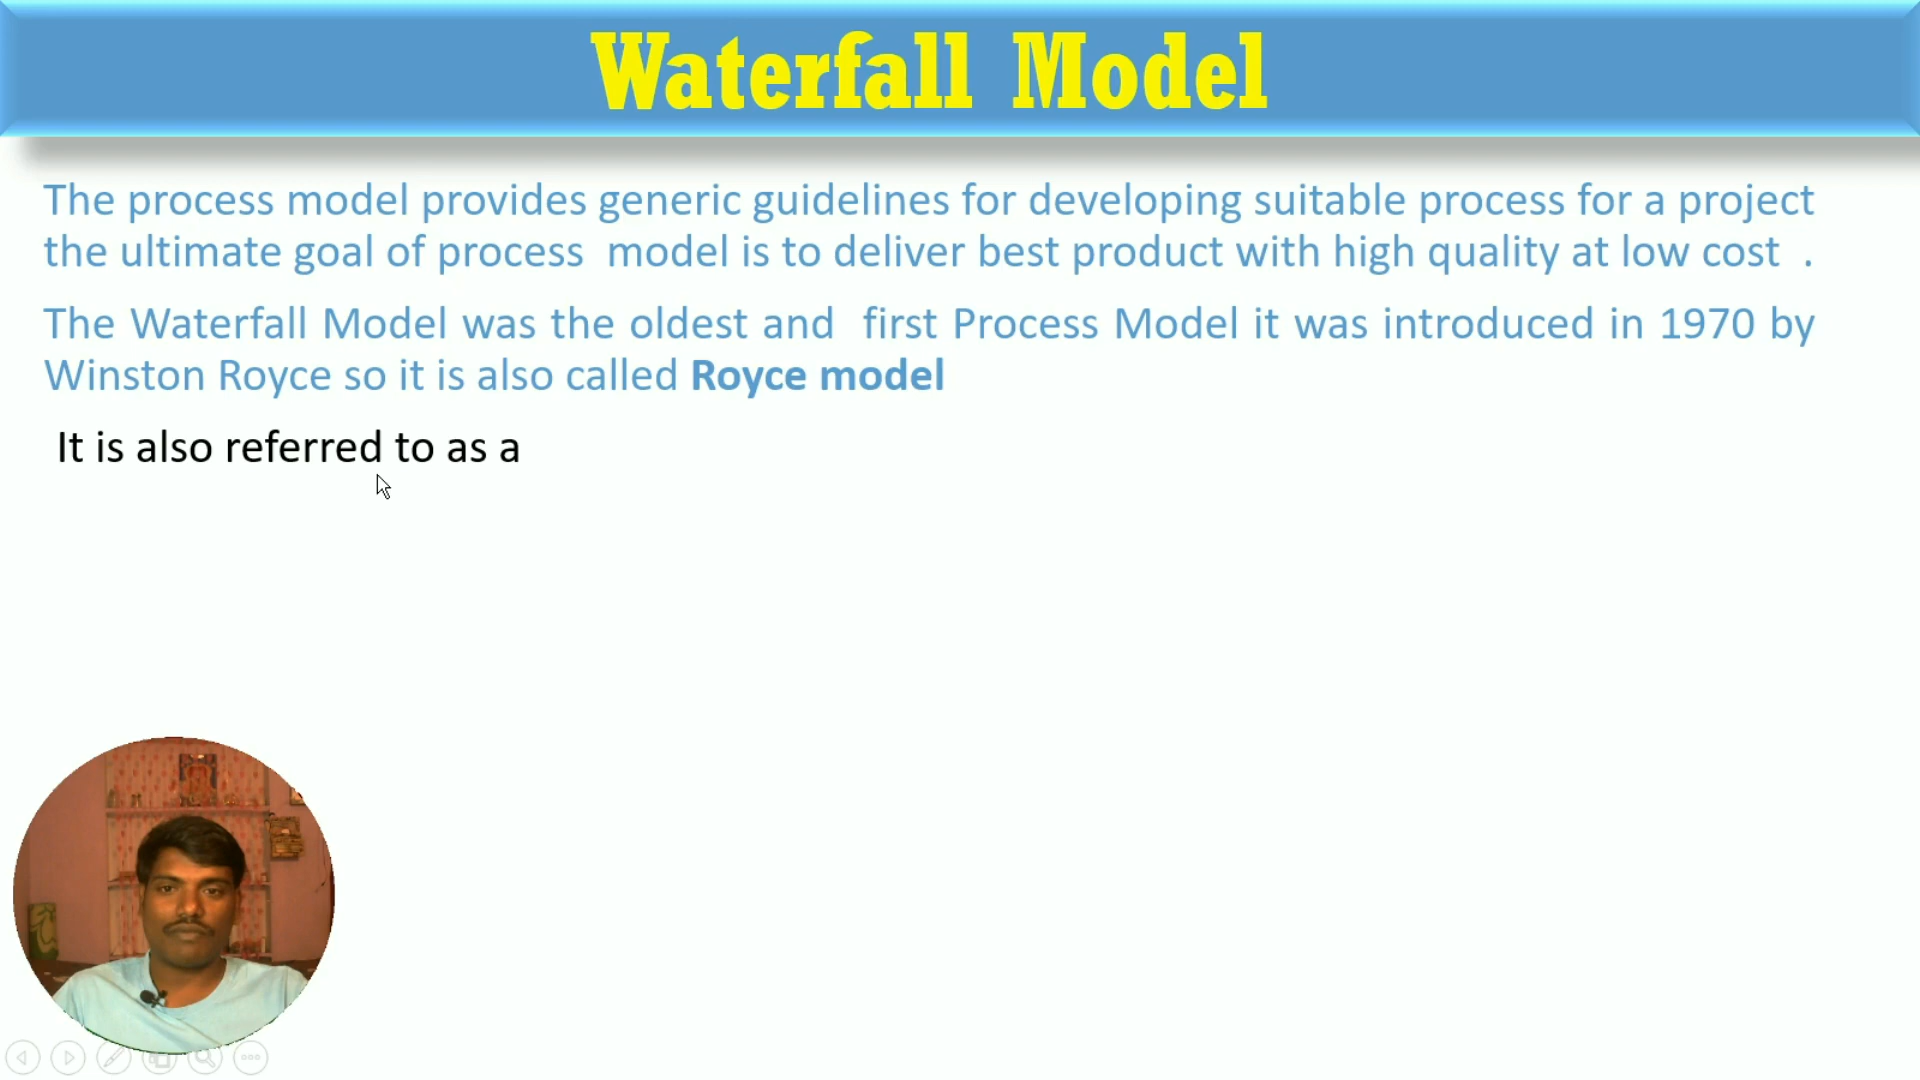 Waterfall Model
The process model provides generic guidelines for developing suitable process for a project
the ultimate goal of process model is to deliver best product with high quality at low cost .
The Waterfall Model was the oldest and first Process Model it was introduced in 1970 by
Winston Royce so it is also called Royce model
It is also referred to as a